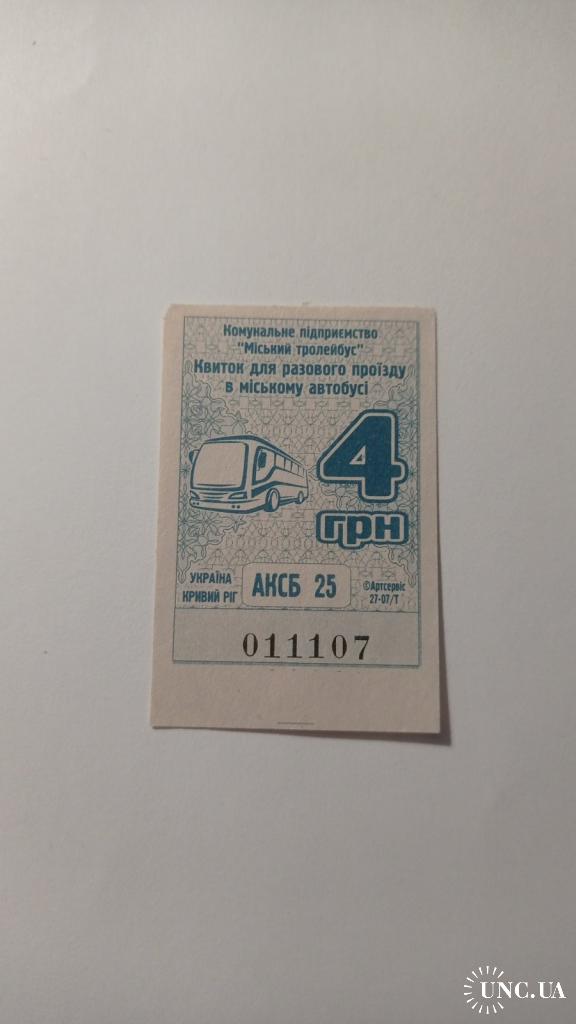 Комунальне підприємство
"Міський тролейбус"
Квиток для разового проїзду
в міському автобусі
4
грн
УКРАЇНА
КРИВИЙ РІГ
АКСБ 25
©Артсервіс
27-07/Т
011107
UNC.UA